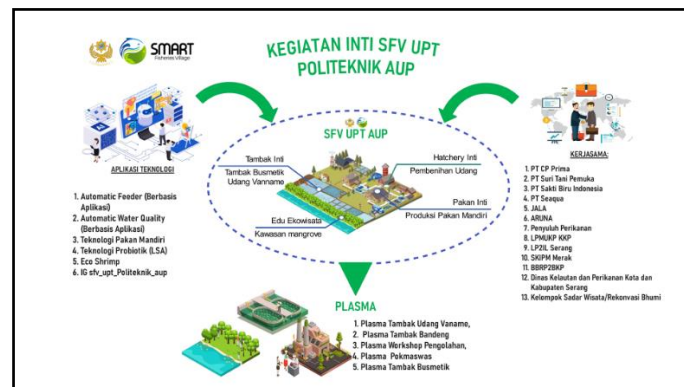 SMART
Fisheries Village
KEGIATAN INTI SFV UPT
POLITEKNIK AUP
APLIKASI TEKNOLOGI
1. Automatic Feeder (Berbasis
Aplikasi)
2. Automatic Water Quality
(Berbasis Aplikasi)
3. Teknologi Pakan Mandiri
4. Teknologi Probiotik (LSA)
5. Eco Shrimp
6. IG sfv_upt_Politeknik_aup
SFV UPT AUP
Tambak Inti
Tambak Busmetik
Udang Vanname
Hatchery Inti
Pembenihan Udang
Pakan Inti
Produksi Pakan Mandiri
Edu Ekowisata
Kawasan mangrove
KERJASAMA:
1. PT CP Prima
2. PT Suri Tani Pemuka
3. PT Sakti Biru Indonesia
4. PT Seaqua
5. JALA
6. ARUNA
7. Penyuluh Perikanan
8. LPMUKP KKP
9. LP2IL Serang
10. SKIPM Merak
11. BBRP2BKP
12. Dinas Kelautan dan Perikanan Kota dan
Kabupaten Serang
13. Kelompok Sadar Wisata/Rekonvasi Bhumi
PLASMA
1. Plasma Tambak Udang Vaname,
2. Plasma Tambak Bandeng
3. Plasma Workshop Pengolahan,
4. Plasma Pokmaswas
5. Plasma Tambak Busmetik